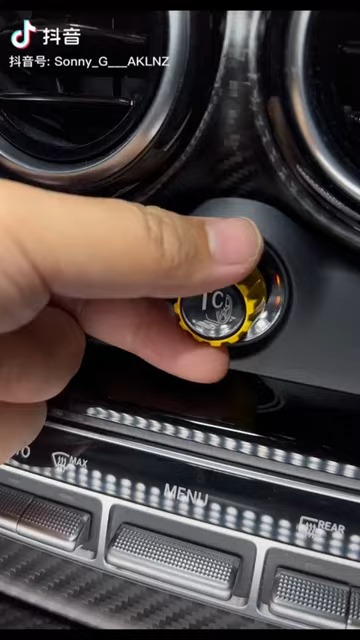 抖音
抖音号: Sonny_G___AKLNZ
TC
MAX
MENU
REAR